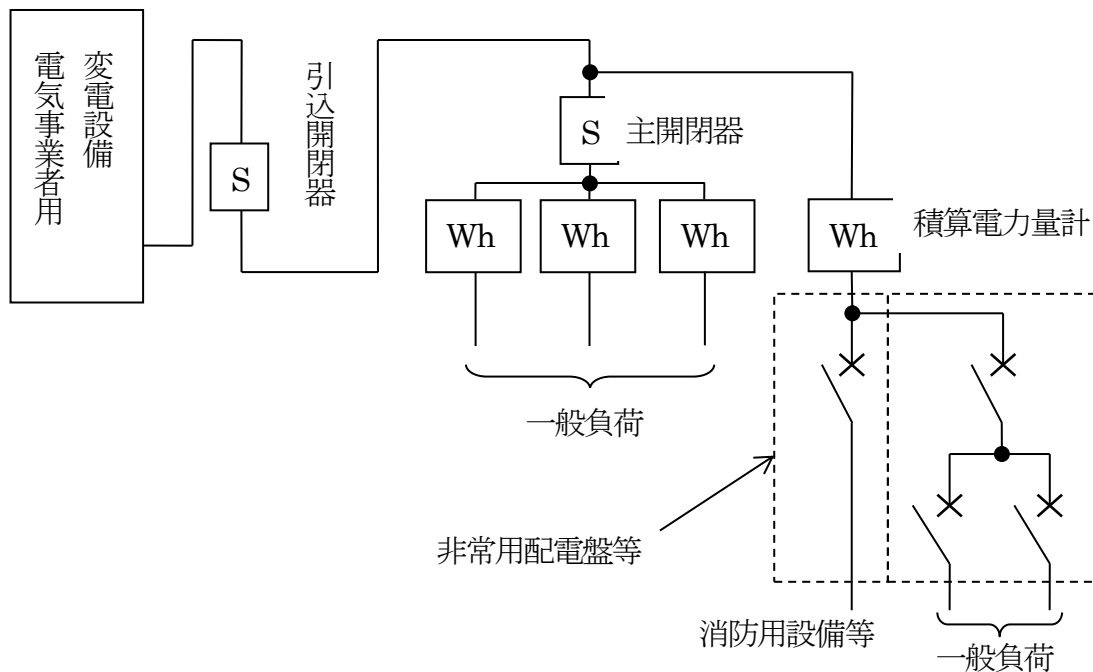 電気事業者用
変電設備
S
引込開閉器
S
主開閉器
Wh
Wh
Wh
Wh
積算電力量計
一般負荷
非常用配電盤等
消防用設備等
一般負荷